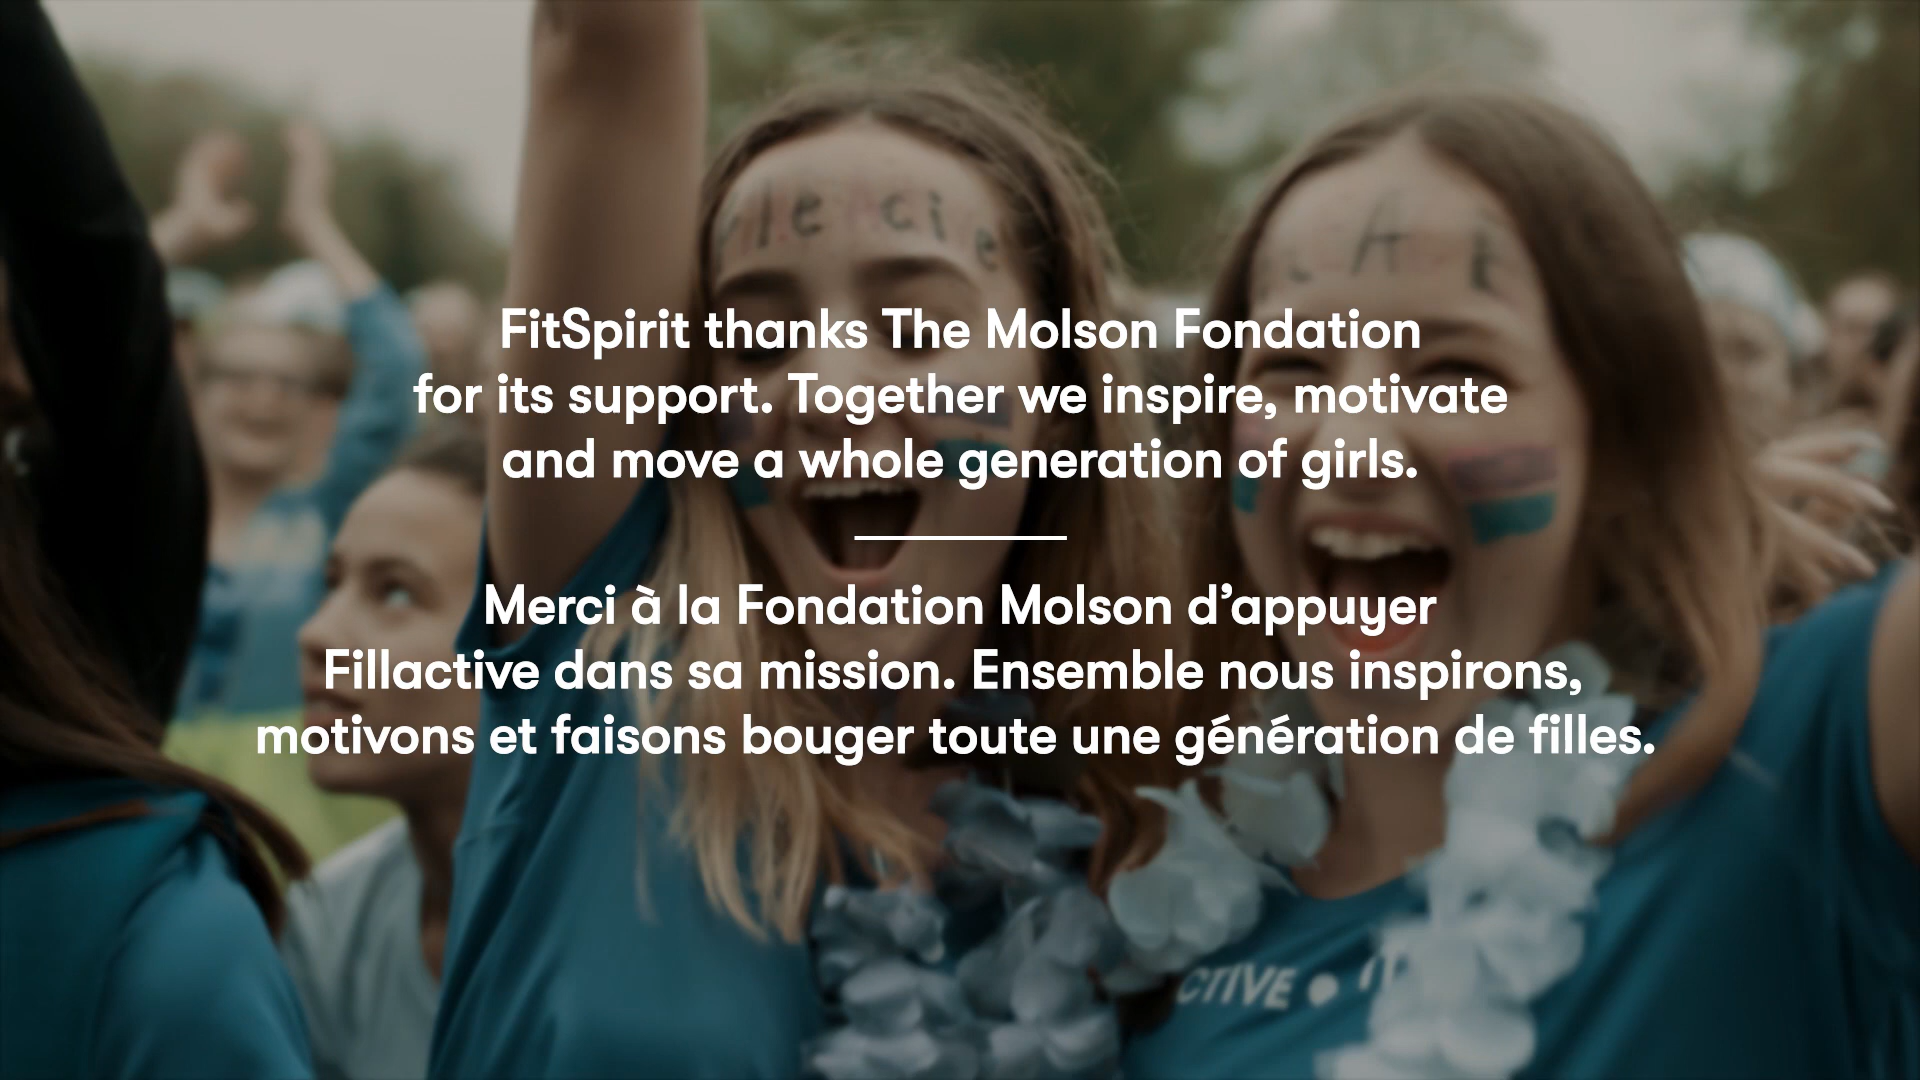 FitSpirit thanks The Molson Fondation
for its support. Together we inspire, motivate
and move a whole generation of girls.
Merci à la Fondation Molson d’appuyer
Fillactive dans sa mission. Ensemble nous inspirons,
motivons et faisons bouger toute une génération de filles.
CTIVE